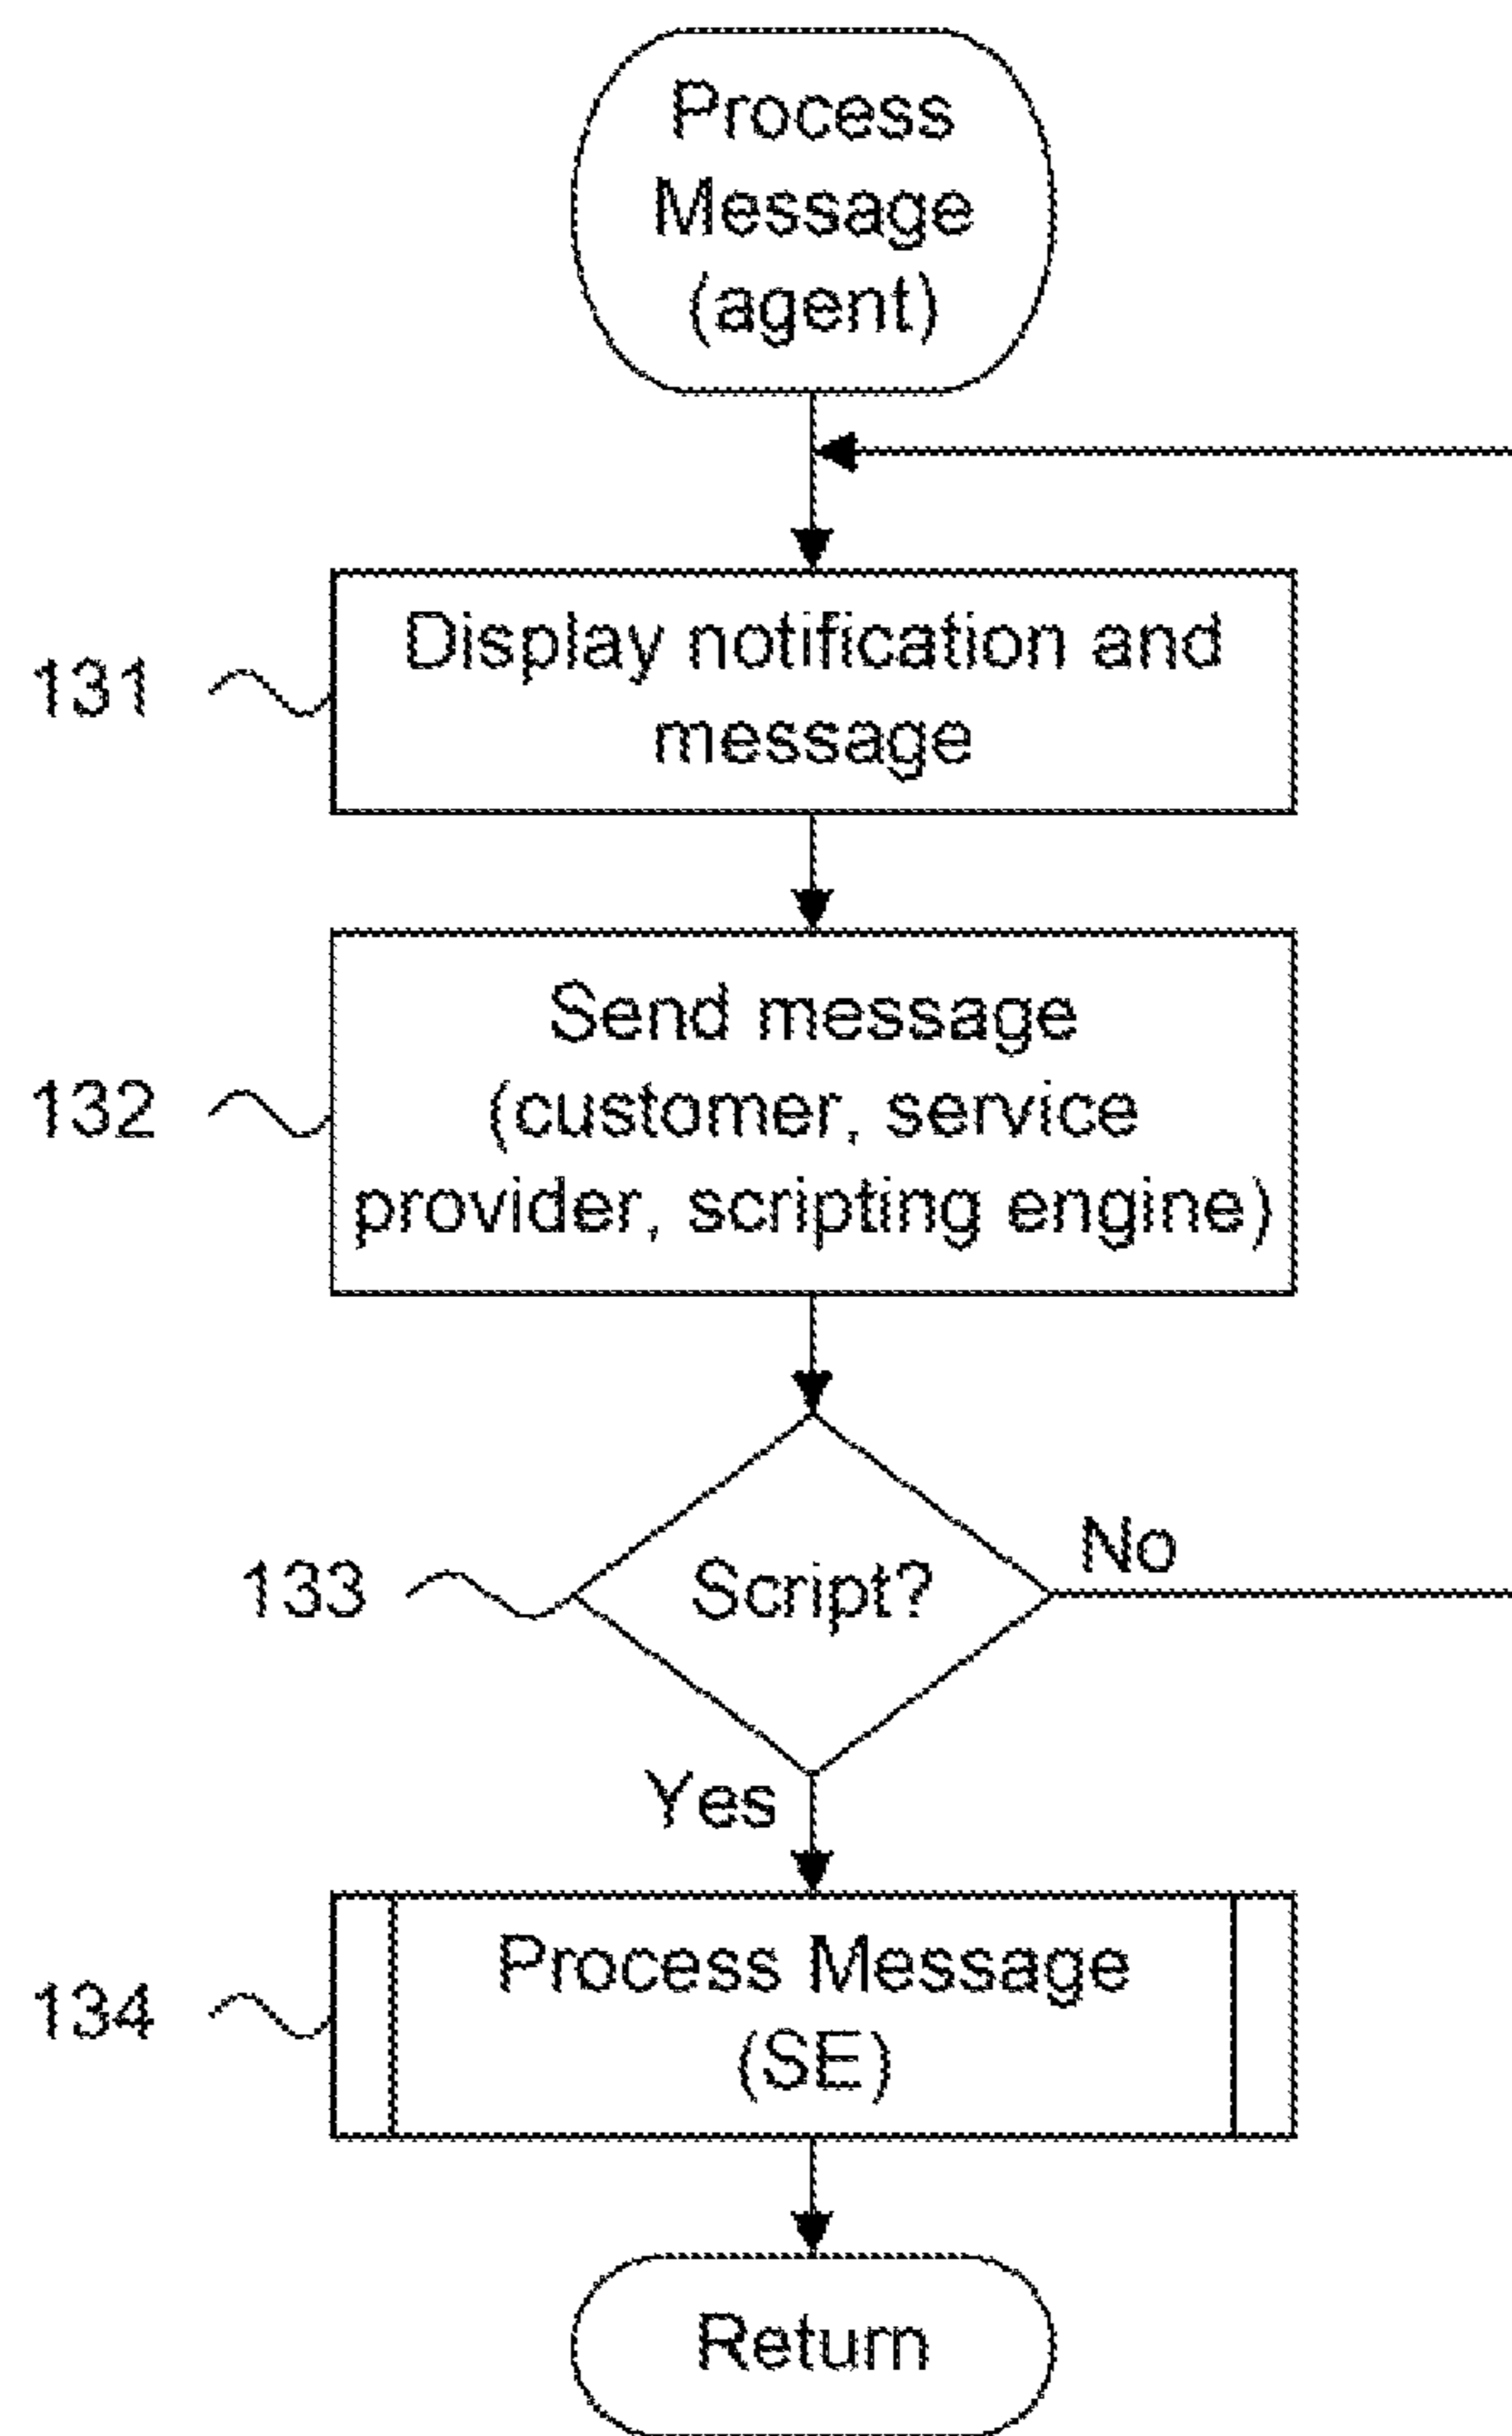 Process
Message
(agent)
131
Display notification and
message
132
Send message
(customer, service
provider, scripting engine)
133
Script?
No
Yes
134
Process Message
(SE)
Return